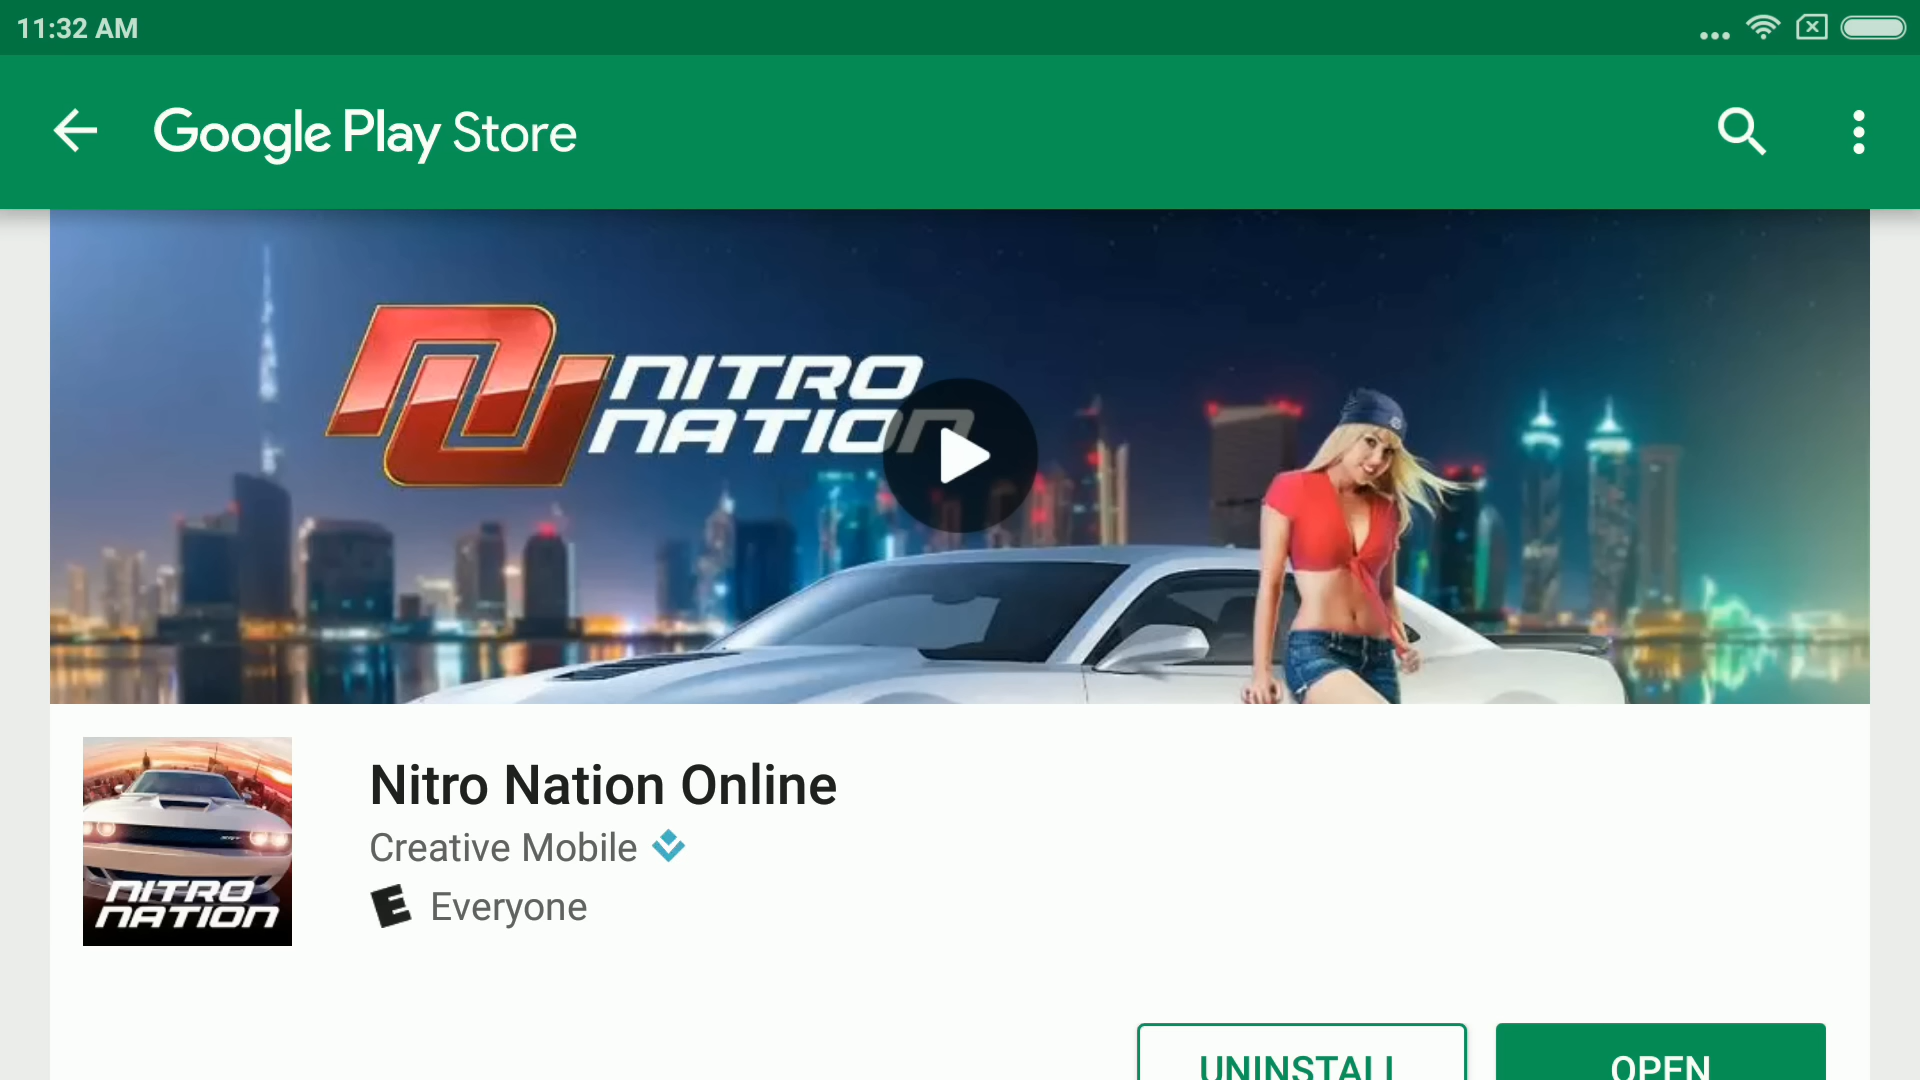 11:32 AM
Google Play Store
NITRO
NATION
Nitro Nation Online
Creative Mobile
E Everyone
NITRO
NATION
UNINSTALL
OPEN